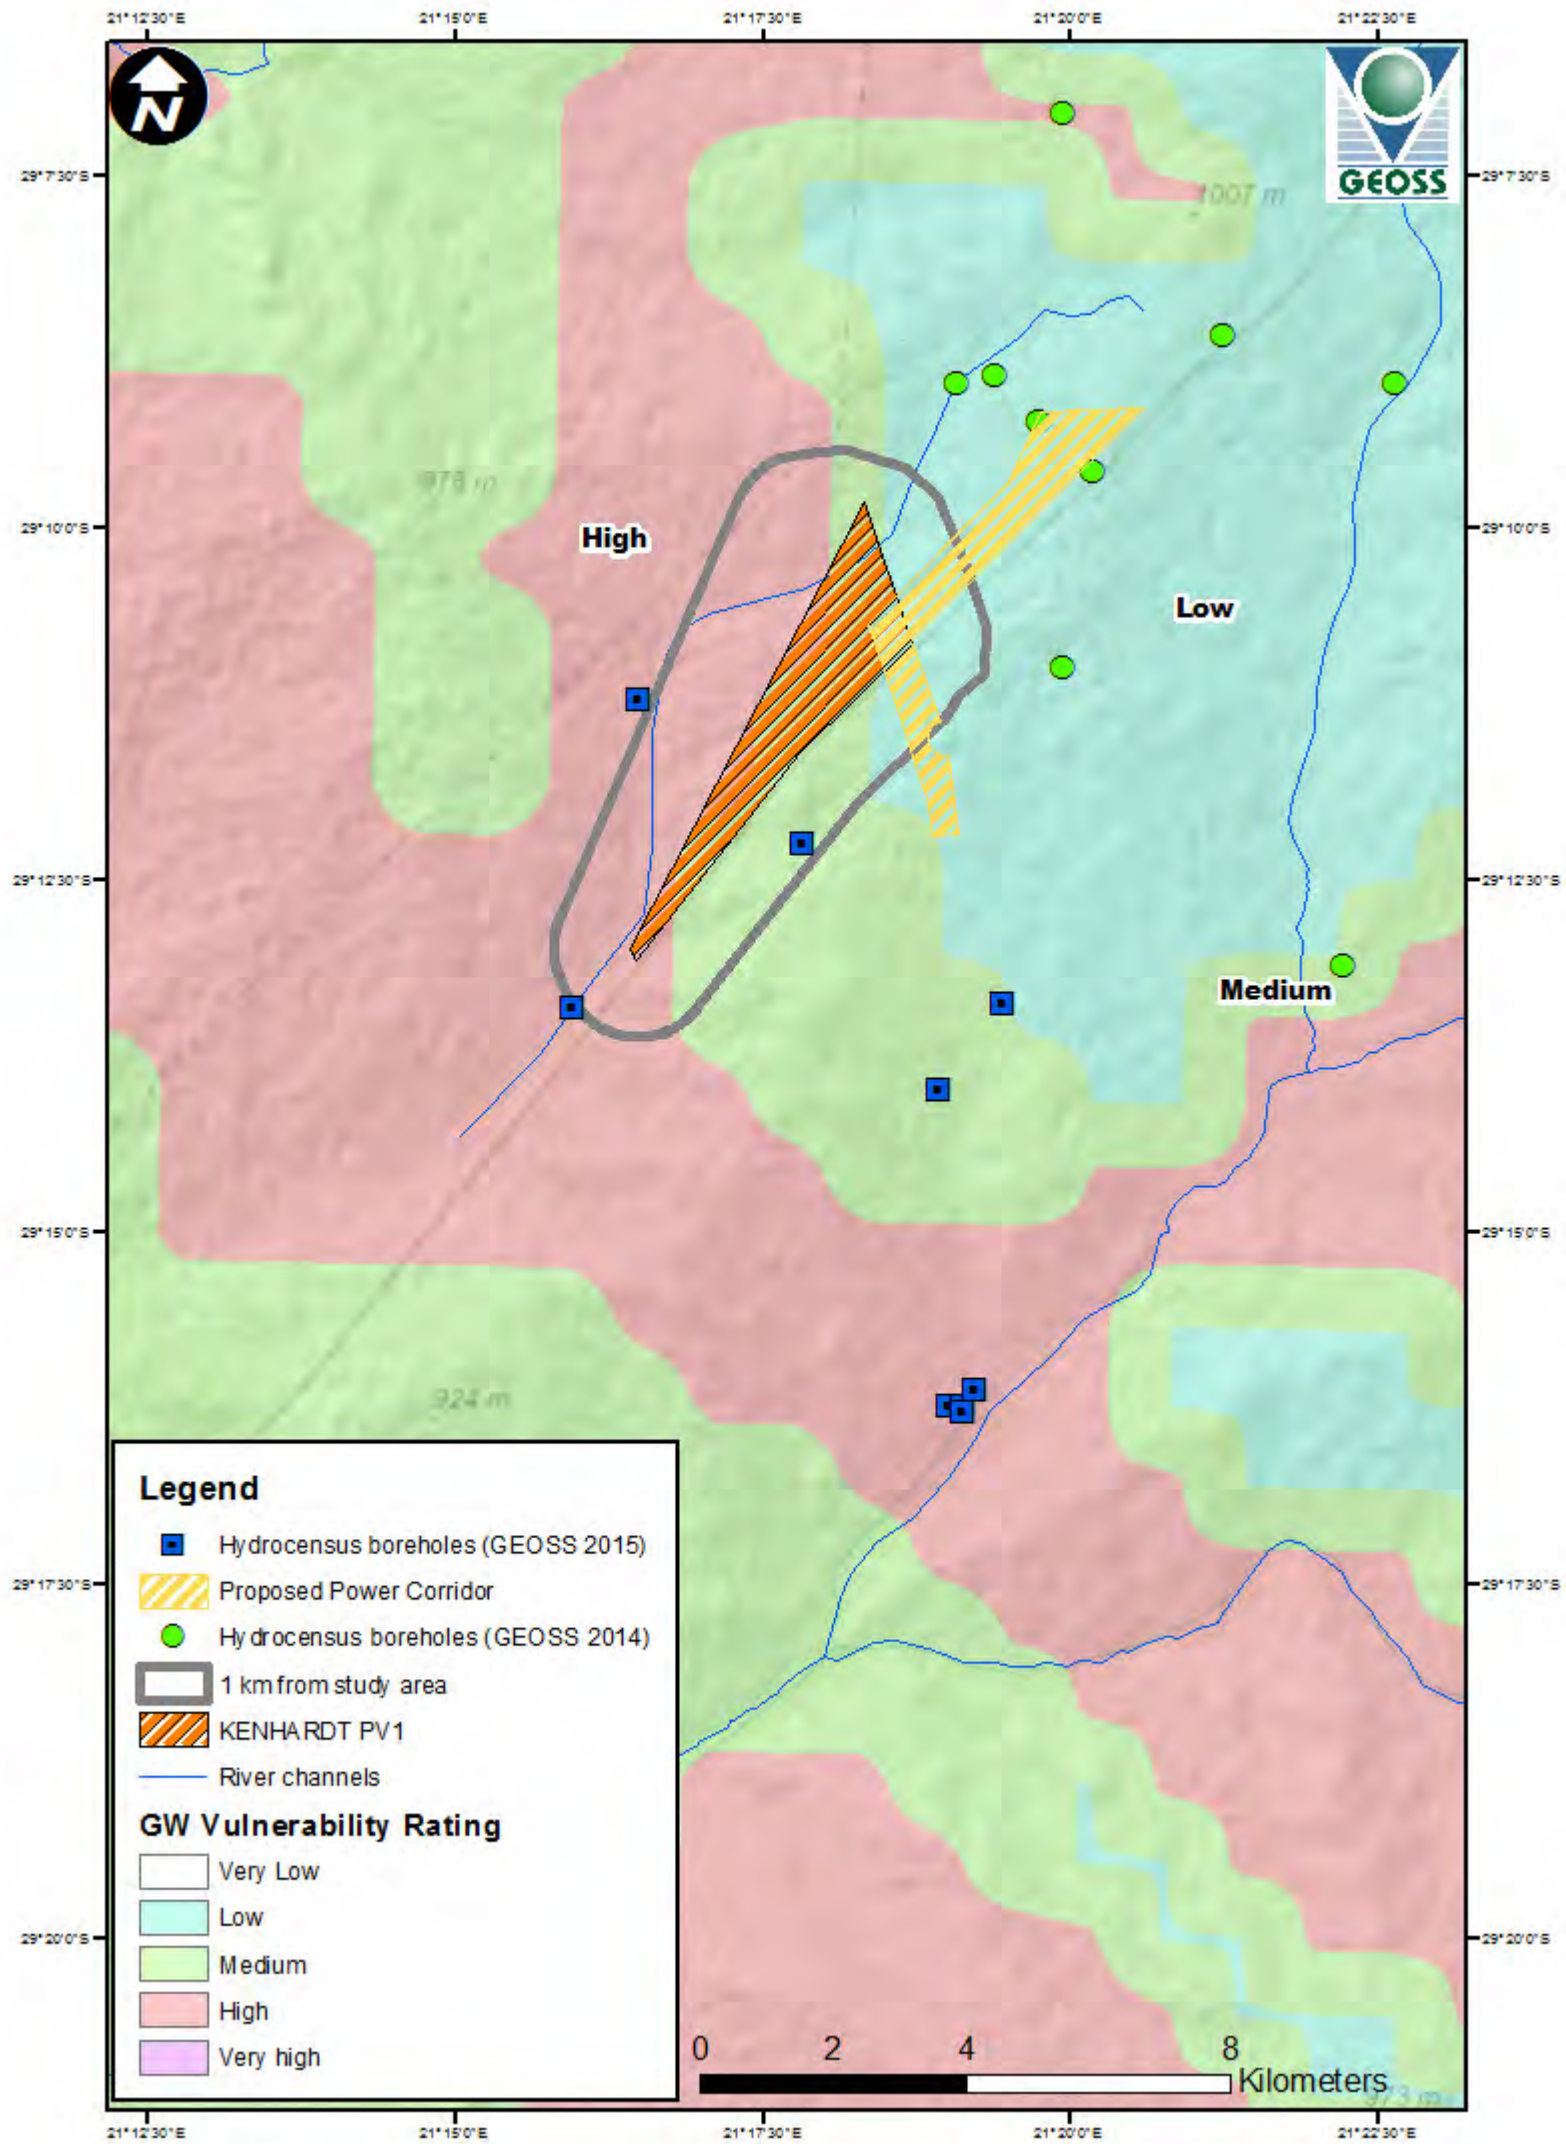 21°12'30"E 21°15'0"E 21°17'30"E 21°20'0"E 21°22'30"E
N
GEOSS
29°7'30"S 29°7'30"S
1007 m
978 m
29°10'0"S High 29°10'0"S
Low
29°12'30"S 29°12'30"S
Medium
29°15'0"S 29°15'0"S
924 m
Legend
Hydrocensus boreholes (GEOSS 2015)
29°17'30"S Proposed Power Corridor 29°17'30"S
Hydrocensus boreholes (GEOSS 2014)
1 km from study area
KENHARDT PV1
River channels
GW Vulnerability Rating
Very Low
Low
29°20'0"S 29°20'0"S
Medium
High
Very high
0 2 4 8
Kilometers
973 m
21°12'30"E 21°15'0"E 21°17'30"E 21°20'0"E 21°22'30"E